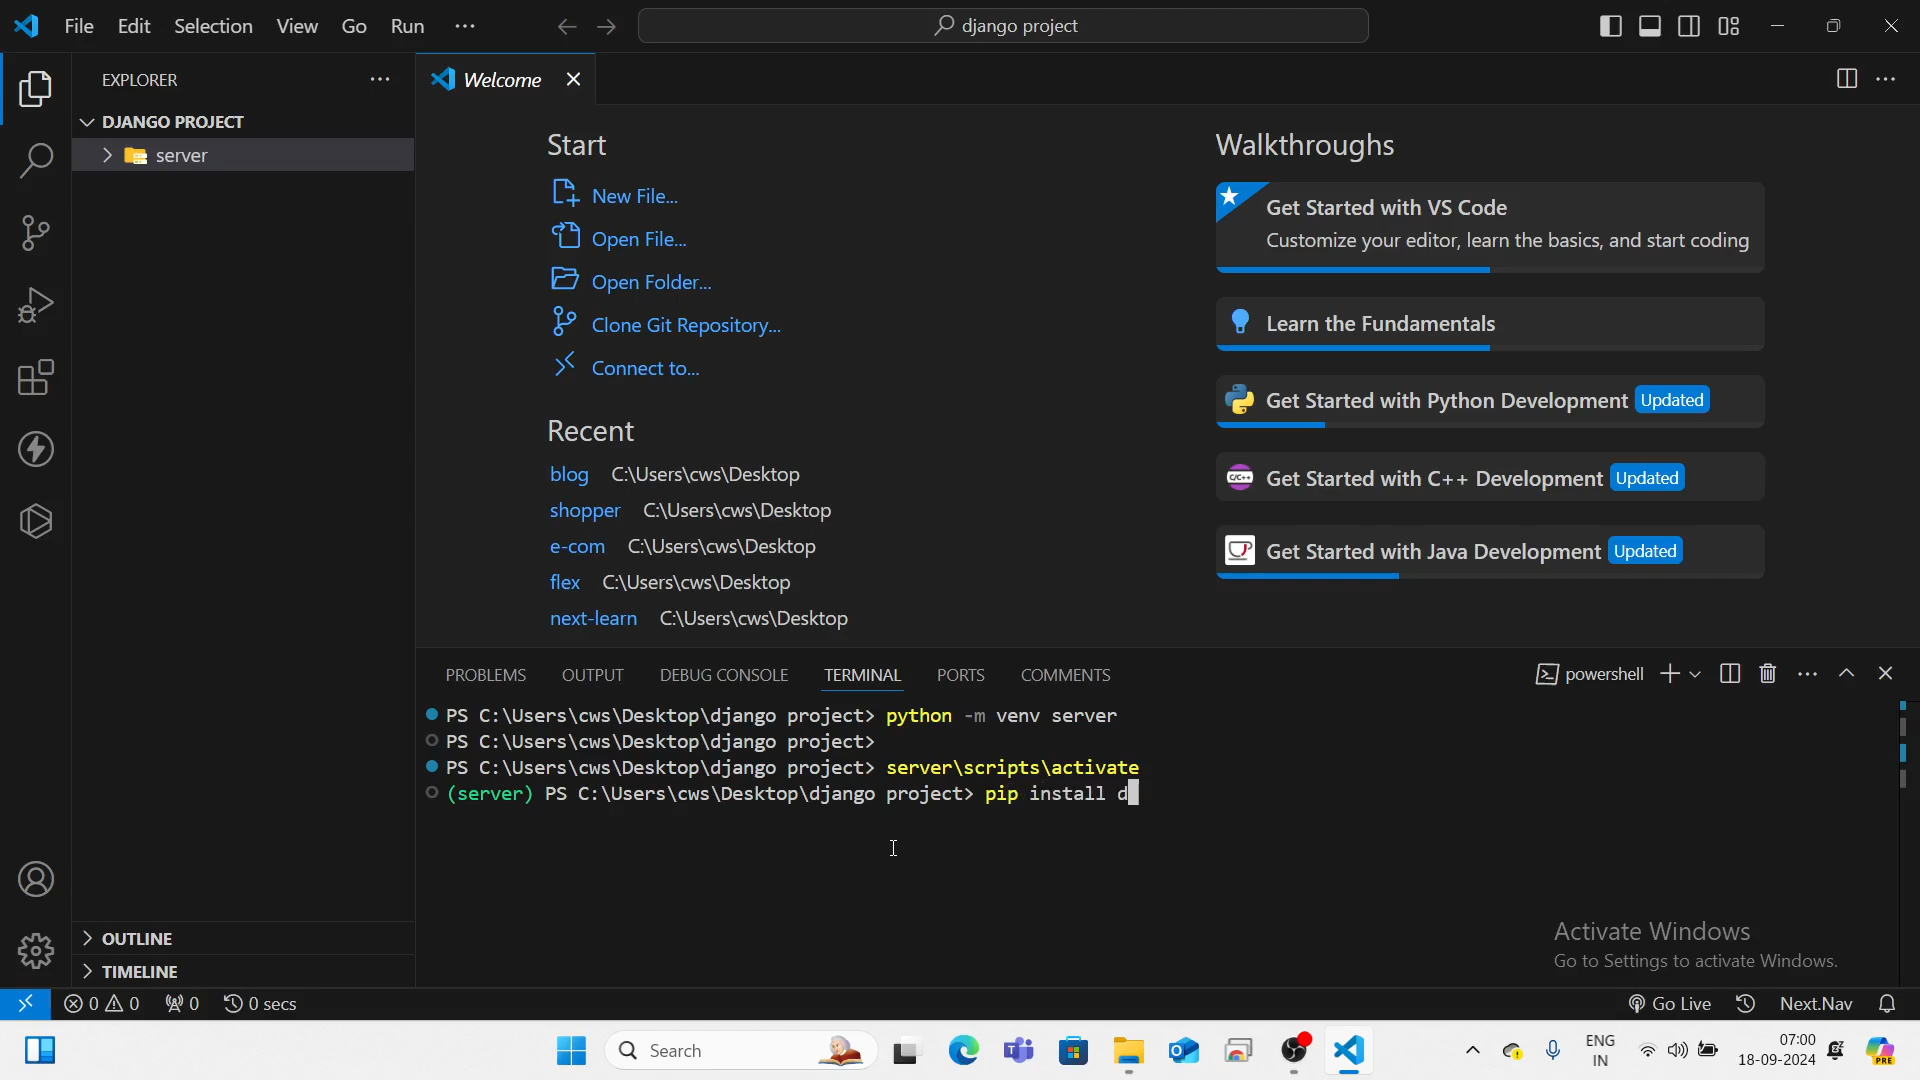 File Edit Selection View Go Run ···
django project
EXPLORER
Welcome
DJANGO PROJECT
server
Start
New File...
Open File...
Open Folder...
Clone Git Repository...
Connect to...
Recent
blog C:\Users\cws\Desktop
shopper C:\Users\cws\Desktop
e-com C:\Users\cws\Desktop
flex C:\Users\cws\Desktop
next-learn C:\Users\cws\Desktop
Walkthroughs
Get Started with VS Code
Customize your editor, learn the basics, and start coding
Learn the Fundamentals
Get Started with Python Development Updated
C/C++ Get Started with C++ Development Updated
Get Started with Java Development Updated
PROBLEMS OUTPUT DEBUG CONSOLE TERMINAL PORTS COMMENTS
powershell
PS C:\Users\cws\Desktop\django project> python -m venv server
PS C:\Users\cws\Desktop\django project>
PS C:\Users\cws\Desktop\django project> server\scripts\activate
(server) PS C:\Users\cws\Desktop\django project> pip install d
Activate Windows
Go to Settings to activate Windows.
OUTLINE
TIMELINE
0 0 0 0 secs
Go Live Next.Nav
Search
ENG
IN
07:00
18-09-2024
PRE